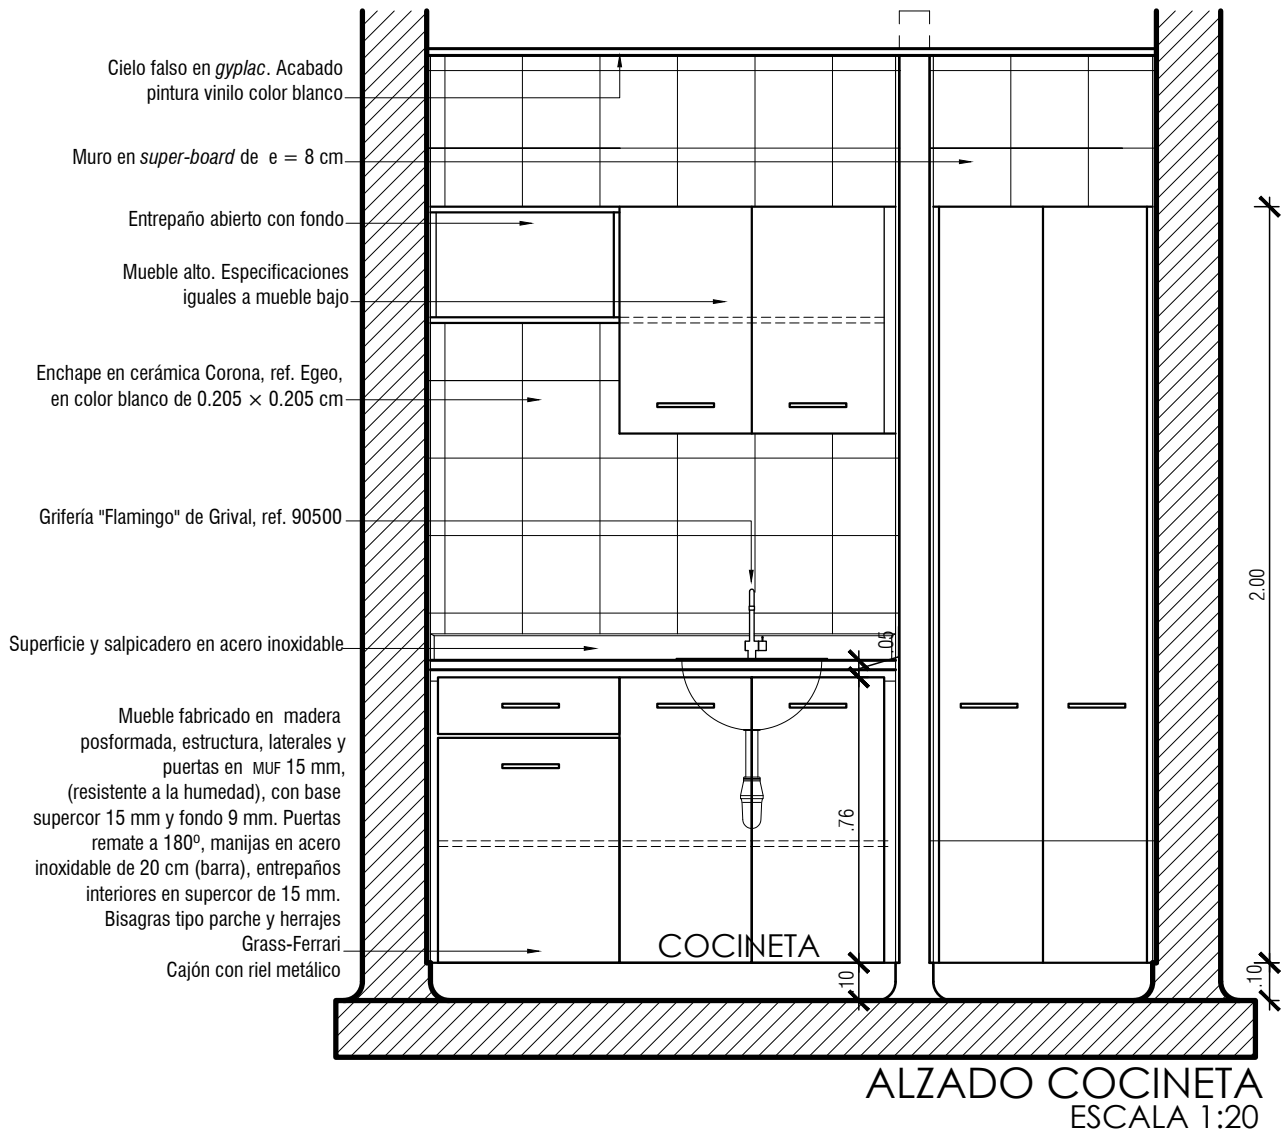 Cielo falso en gyplac. Acabado
pintura vinilo color blanco
Muro en super-board de e = 8 cm
Entrepaño abierto con fondo
Mueble alto. Especificaciones
iguales a mueble bajo
Enchape en cerámica Corona, ref. Egeo,
en color blanco de 0.205 × 0.205 cm
Grifería "Flamingo" de Grival, ref. 90500
Superficie y salpicadero en acero inoxidable
Mueble fabricado en madera
posformada, estructura, laterales y
puertas en MUF 15 mm,
(resistente a la humedad), con base
supercor 15 mm y fondo 9 mm. Puertas
remate a 180º, manijas en acero
inoxidable de 20 cm (barra), entrepaños
interiores en supercor de 15 mm.
Bisagras tipo parche y herrajes
Grass-Ferrari
Cajón con riel metálico
.05
.76
.10
COCINETA
2.00
.10
ALZADO COCINETA
ESCALA 1:20